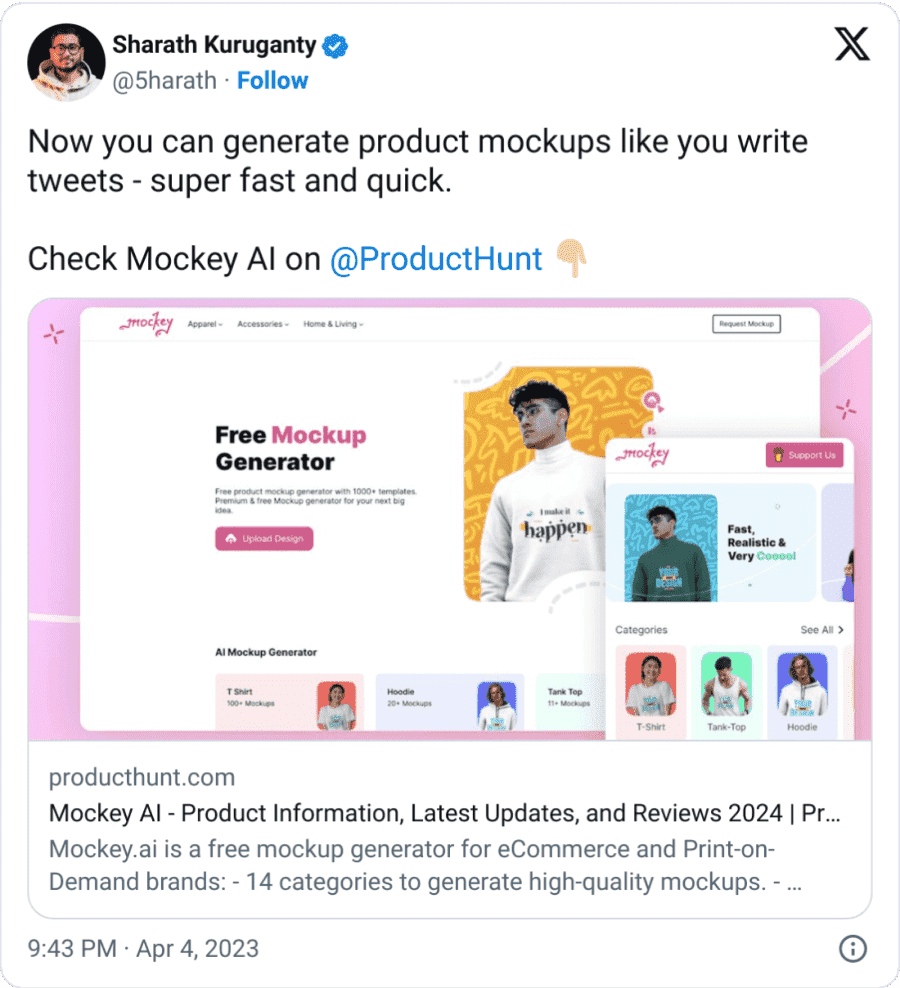 Sharath Kuruganty
@5harath · Follow
Now you can generate product mockups like you write
tweets - super fast and quick.
Check Mockey AI on @ProductHunt 👇🏼
mockey
Apparel
Accessories
Home & Living
Request Mockup
Free Mockup
Generator
Free product mockup generator with 1000+ templates.
Premium & free Mockup generator for your next big
idea.
Upload Design
I make it
happen
AI Mockup Generator
T Shirt
100+ Mockups
Hoodie
20+ Mockups
Tank Top
11+ Mockups
mockey
Support Us
YOUR
DESIGN
Fast,
Realistic &
Very Cooool
Categories
See All
T-Shirt
Tank-Top
Hoodie
producthunt.com
Mockey AI - Product Information, Latest Updates, and Reviews 2024 | Pr...
Mockey.ai is a free mockup generator for eCommerce and Print-on-
Demand brands: - 14 categories to generate high-quality mockups. - ...
9:43 PM · Apr 4, 2023